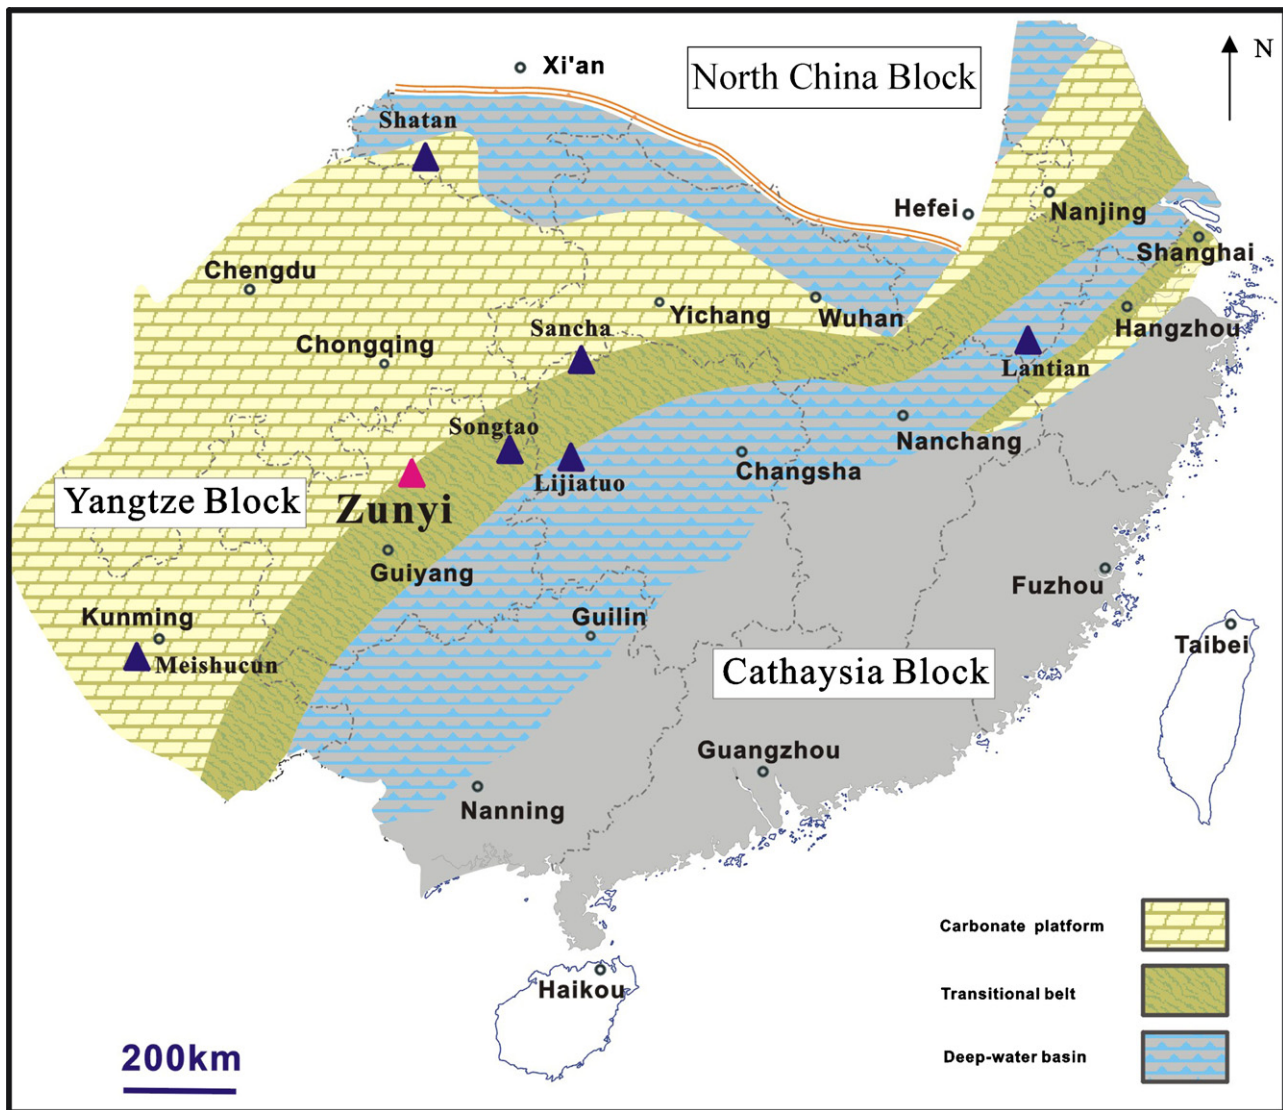 Xi'an
North China Block
N
Shatan
Hefei
Nanjing
Shanghai
Chengdu
Yichang
Wuhan
Hangzhou
Sancha
Chongqing
Lantian
Songtao
Nanchang
Changsha
Lijiatuo
Yangtze Block
Zunyi
Guiyang
Fuzhou
Kunming
Guilin
Taibei
Meishucun
Cathaysia Block
Guangzhou
Nanning
Carbonate platform
Haikou
Transitional belt
200km
Deep-water basin